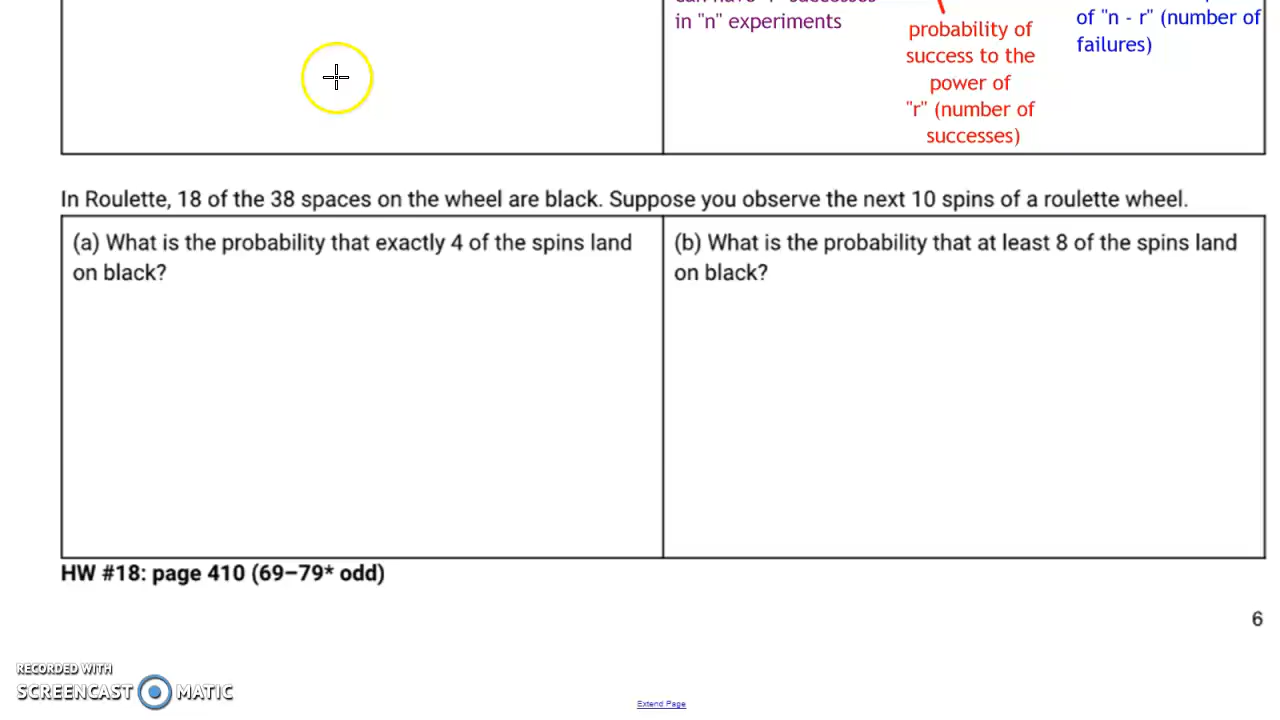 in "n" experiments
probability of
success to the
power of
"r" (number of
successes)
of "n - r" (number of
failures)
In Roulette, 18 of the 38 spaces on the wheel are black. Suppose you observe the next 10 spins of a roulette wheel.
(a) What is the probability that exactly 4 of the spins land
on black?
(b) What is the probability that at least 8 of the spins land
on black?
HW #18: page 410 (69–79* odd)
6
RECORDED WITH
SCREENCAST MATIC
Extend Page